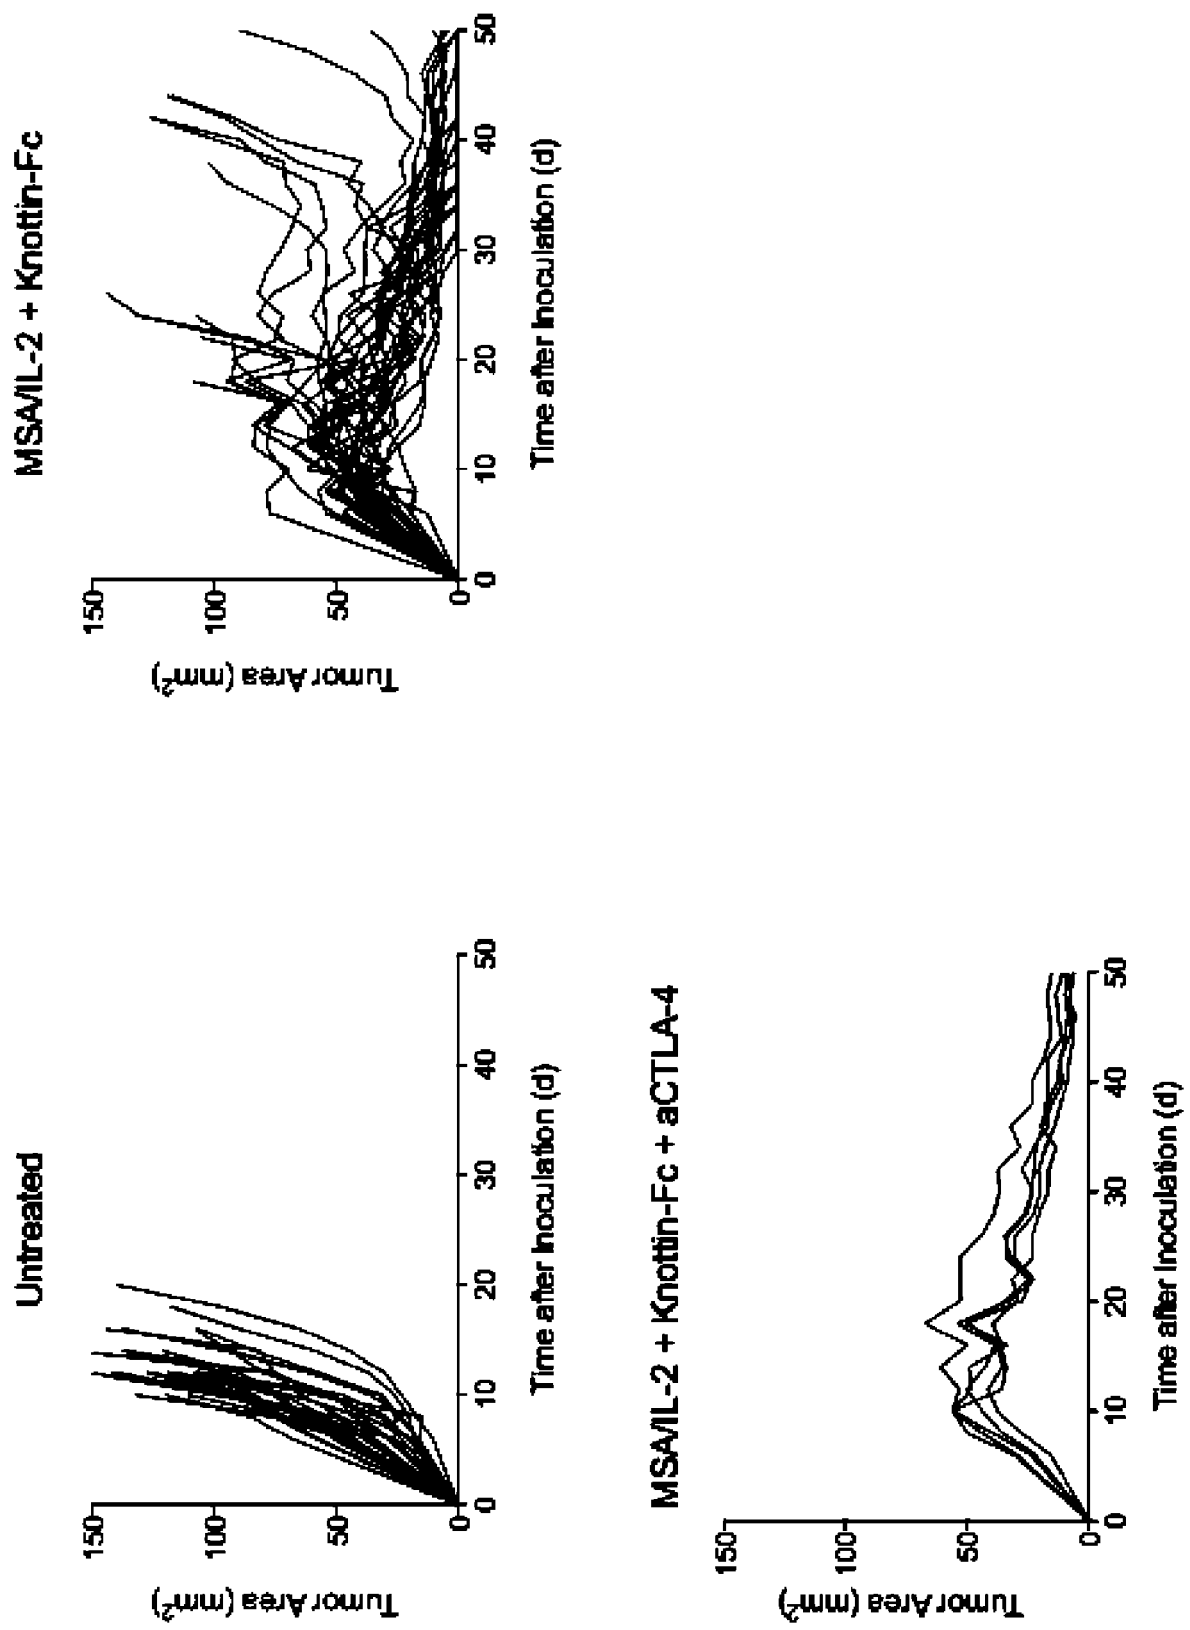 Untreated
150
100
50
0
Tumor Area (mm²)
0 10 20 30 40 50
Time after Inoculation (d)
MSA/IL-2 + Knottin-Fc
150
100
50
0
Tumor Area (mm²)
0 10 20 30 40 50
Time after Inoculation (d)
MSA/IL-2 + Knottin-Fc + aCTLA-4
150
100
50
0
Tumor Area (mm²)
0 10 20 30 40 50
Time after Inoculation (d)